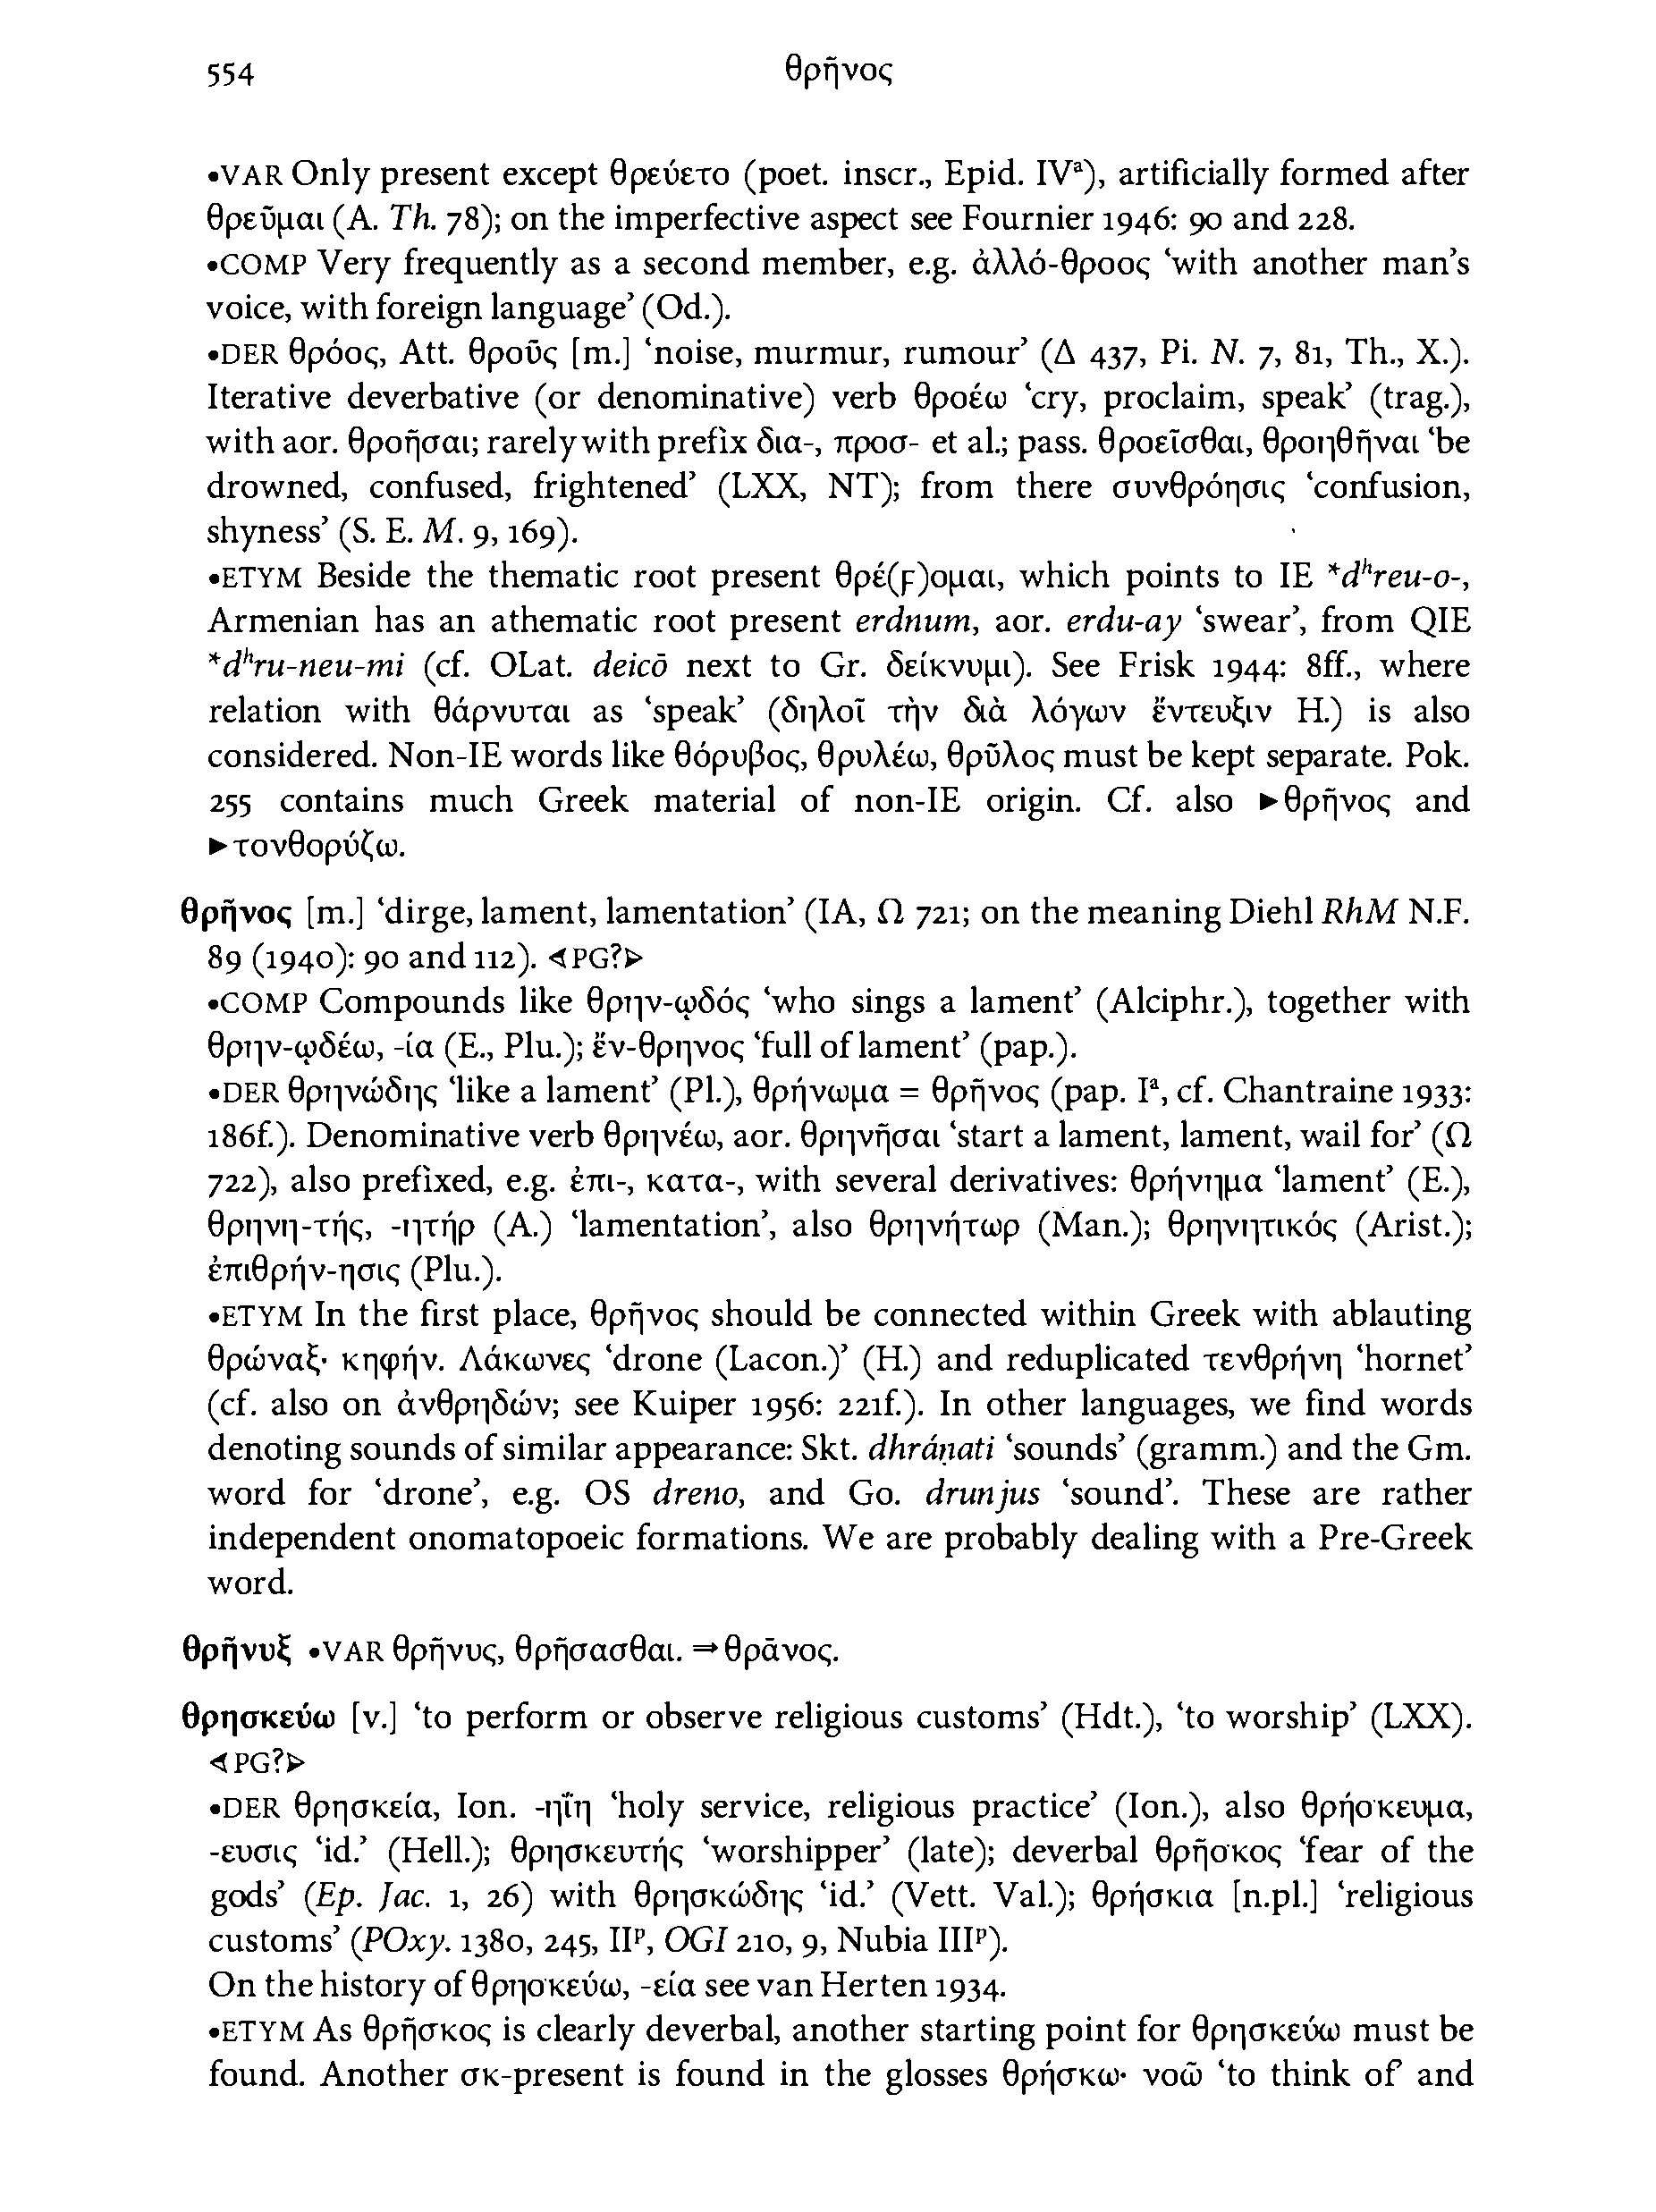 554 θρῆνος
•VAR Only present except θρεύετο (poet. inscr., Epid. IVᵃ), artificially formed after
θρεῦμαι (A. Th. 78); on the imperfective aspect see Fournier 1946: 90 and 228.
•COMP Very frequently as a second member, e.g. ἀλλό-θροος ‘with another man’s
voice, with foreign language’ (Od.).
•DER θρόος, Att. θροῦς [m.] ‘noise, murmur, rumour’ (Δ 437, Pi. N. 7, 81, Th., X.).
Iterative deverbative (or denominative) verb θροέω ‘cry, proclaim, speak’ (trag.),
with aor. θροῆσαι; rarely with prefix δια-, προσ- et al.; pass. θροεῖσθαι, θροηθῆναι ‘be
drowned, confused, frightened’ (LXX, NT); from there συνθρόησις ‘confusion,
shyness’ (S. E. M. 9, 169).
•ETYM Beside the thematic root present θρέ(ϝ)ομαι, which points to IE *dʰreu-o-,
Armenian has an athematic root present erdnum, aor. erdu-ay ‘swear’, from QIE
*dʰru-neu-mi (cf. OLat. deicō next to Gr. δείκνυμι). See Frisk 1944: 8ff., where
relation with θάρνυται as ‘speak’ (δηλοῖ τὴν διὰ λόγων ἔντευξιν H.) is also
considered. Non-IE words like θόρυβος, θρυλέω, θρῦλος must be kept separate. Pok.
255 contains much Greek material of non-IE origin. Cf. also ►θρῆνος and
►τονθορύζω.
θρῆνος [m.] ‘dirge, lament, lamentation’ (IA, Ω 721; on the meaning Diehl RhM N.F.
89 (1940): 90 and 112). ⊲PG?⊳
•COMP Compounds like θρην-ῳδός ‘who sings a lament’ (Alciphr.), together with
θρην-ῳδέω, -ία (E., Plu.); ἔν-θρηνος ‘full of lament’ (pap.).
•DER θρηνώδης ‘like a lament’ (Pl.), θρήνωμα = θρῆνος (pap. Iᵃ, cf. Chantraine 1933:
186f.). Denominative verb θρηνέω, aor. θρηνῆσαι ‘start a lament, lament, wail for’ (Ω
722), also prefixed, e.g. ἐπι-, κατα-, with several derivatives: θρήνημα ‘lament’ (E.),
θρηνη-τής, -ητήρ (A.) ‘lamentation’, also θρηνήτωρ (Man.); θρηνητικός (Arist.);
ἐπιθρήν-ησις (Plu.).
•ETYM In the first place, θρῆνος should be connected within Greek with ablauting
θρώναξ· κηφήν. Λάκωνες ‘drone (Lacon.)’ (H.) and reduplicated τενθρήνη ‘hornet’
(cf. also on ἀνθρηδών; see Kuiper 1956: 221f.). In other languages, we find words
denoting sounds of similar appearance: Skt. dhráṇati ‘sounds’ (gramm.) and the Gm.
word for ‘drone’, e.g. OS dreno, and Go. drunjus ‘sound’. These are rather
independent onomatopoeic formations. We are probably dealing with a Pre-Greek
word.
θρῆνυξ •VAR θρῆνυς, θρήσασθαι. ⇒θρᾶνος.
θρησκεύω [v.] ‘to perform or observe religious customs’ (Hdt.), ‘to worship’ (LXX).
⊲PG?⊳
•DER θρησκεία, Ion. -ηΐη ‘holy service, religious practice’ (Ion.), also θρήσκευμα,
-ευσις ‘id.’ (Hell.); θρησκευτής ‘worshipper’ (late); deverbal θρῆσκος ‘fear of the
gods’ (Ep. Jac. 1, 26) with θρησκώδης ‘id.’ (Vett. Val.); θρήσκια [n.pl.] ‘religious
customs’ (POxy. 1380, 245, IIᵖ, OGI 210, 9, Nubia IIIᵖ).
On the history of θρησκεύω, -εία see van Herten 1934.
•ETYM As θρῆσκος is clearly deverbal, another starting point for θρησκεύω must be
found. Another σκ-present is found in the glosses θρήσκω· νοῶ ‘to think of’ and